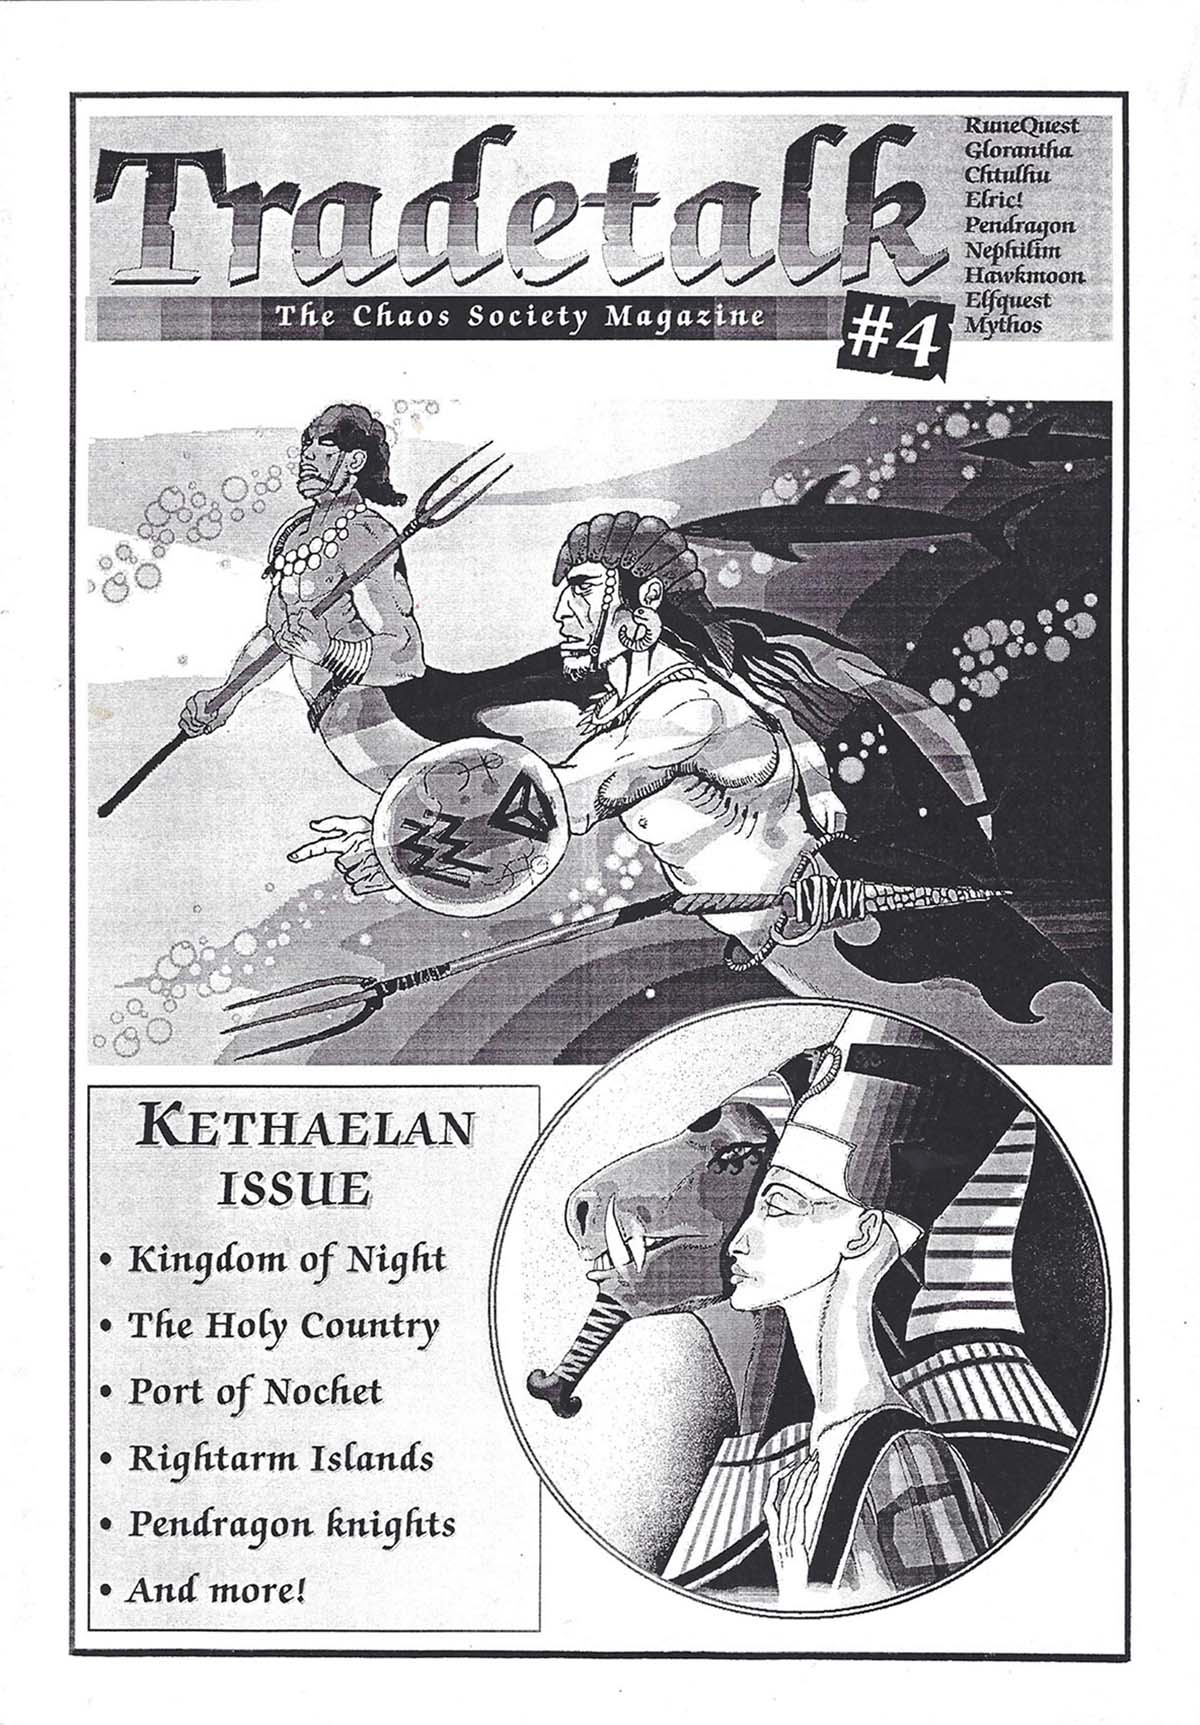 Tradetalk
The Chaos Society Magazine
#4
RuneQuest
Glorantha
Chtulhu
Elric!
Pendragon
Nephilim
Hawkmoon
Elfquest
Mythos
KETHAELAN
ISSUE
• Kingdom of Night
• The Holy Country
• Port of Nochet
• Rightarm Islands
• Pendragon knights
• And more!